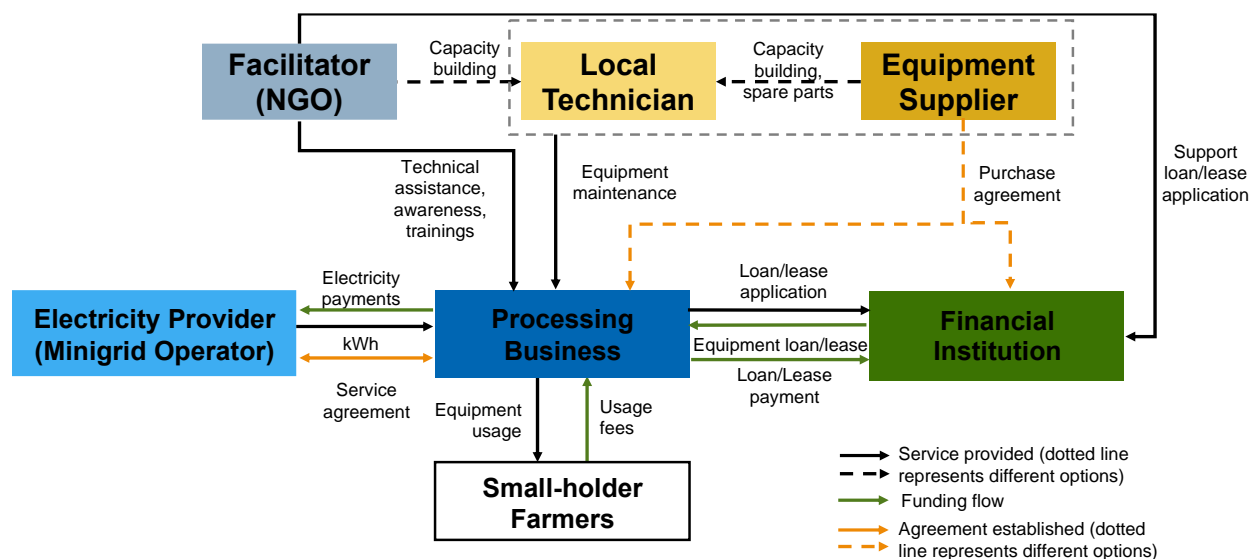 Facilitator
(NGO)
Capacity
building
Local
Technician
Capacity
building,
spare parts
Equipment
Supplier
Technical
assistance,
awareness,
trainings
Equipment
maintenance
Purchase
agreement
Support
loan/lease
application
Electricity
payments
Electricity Provider
(Minigrid Operator)
kWh
Service
agreement
Processing
Business
Loan/lease
application
Equipment loan/lease
Loan/Lease
payment
Financial
Institution
Equipment
usage
Usage
fees
Small-holder
Farmers
Service provided (dotted line
represents different options)
Funding flow
Agreement established (dotted
line represents different options)